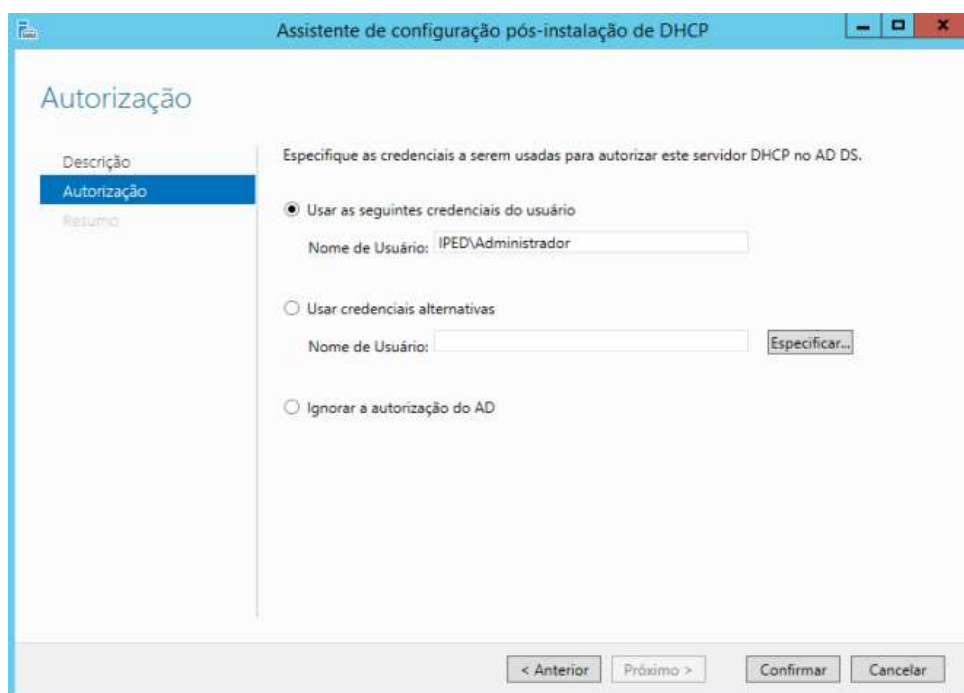 Assistente de configuração pós-instalação de DHCP
Autorização
Descrição
Autorização
Resumo
Especifique as credenciais a serem usadas para autorizar este servidor DHCP no AD DS.
Usar as seguintes credenciais do usuário
Nome de Usuário: IPED\Administrador
Usar credenciais alternativas
Nome de Usuário: Especificar...
Ignorar a autorização do AD
< Anterior Próximo > Confirmar Cancelar